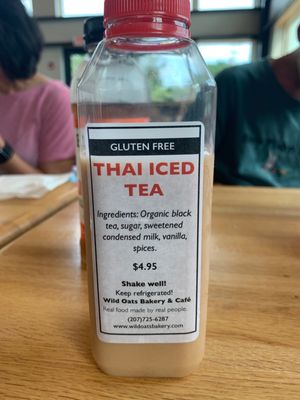 GLUTEN FREE
THAI ICED
TEA
Ingredients: Organic black
tea, sugar, sweetened
condensed milk, vanilla,
spices.
$4.95
Shake well!
Keep refrigerated!
Wild Oats Bakery & Café
Real food made by real people.
(207)725-6287
www.wildoatsbakery.com